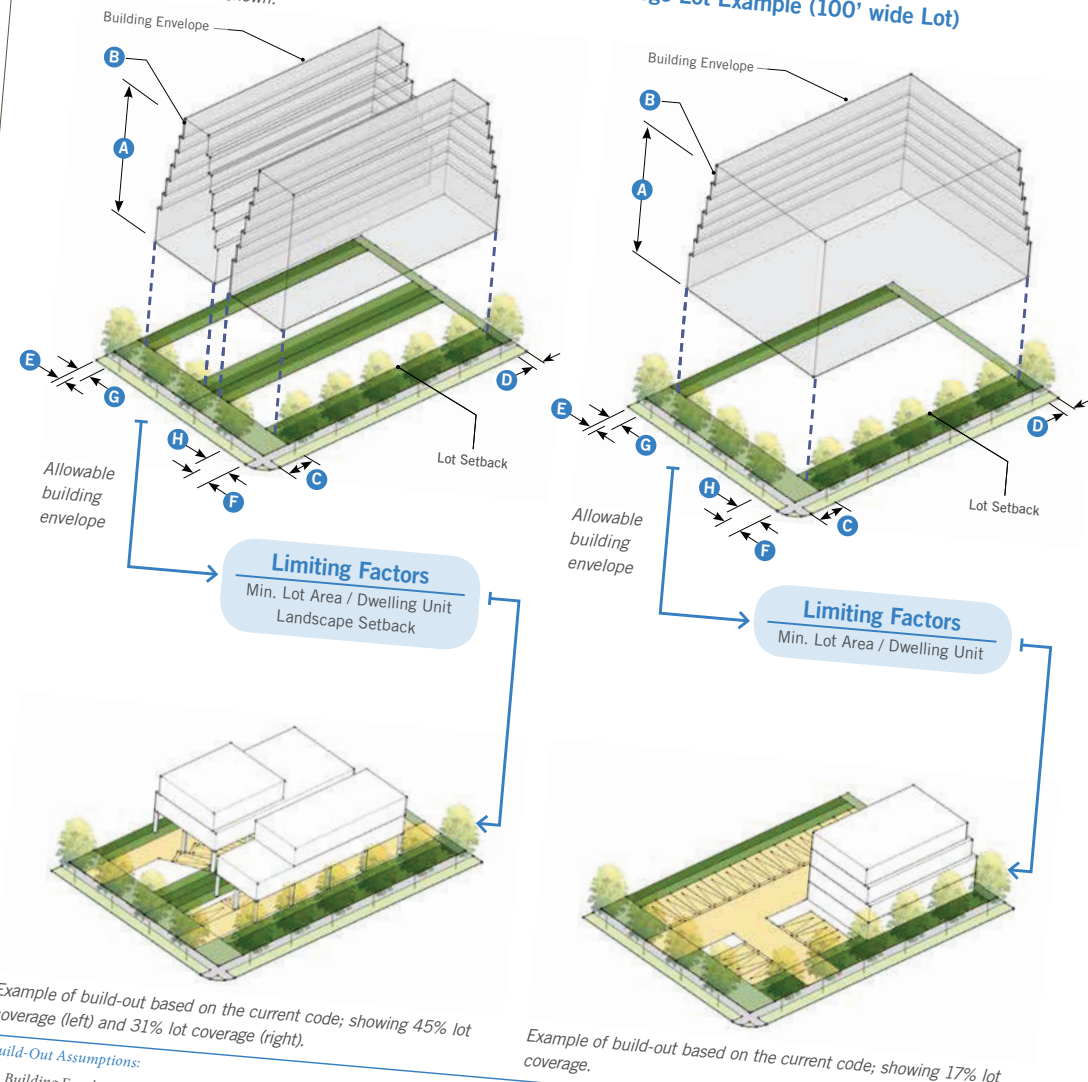 Lot Example (100' wide Lot)
Building Envelope
B
A
E
G
D
H
C
F
Lot Setback
Allowable
building
envelope
Limiting Factors
Min. Lot Area / Dwelling Unit
Landscape Setback
Example of build-out based on the current code; showing 45% lot
coverage (left) and 31% lot coverage (right).
Build-Out Assumptions:
Building
Building Envelope
B
A
E
G
D
H
C
F
Lot Setback
Allowable
building
envelope
Limiting Factors
Min. Lot Area / Dwelling Unit
Example of build-out based on the current code; showing 17% lot
coverage.